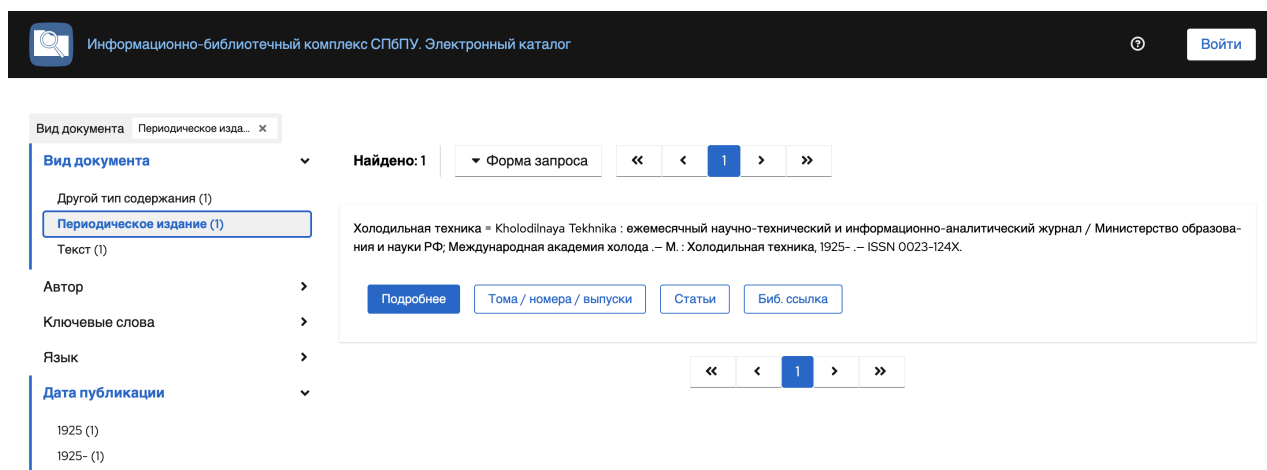 Информационно-библиотечный комплекс СПбПУ. Электронный каталог
Войти
Вид документа Периодическое изда...
Вид документа
Другой тип содержания (1)
Периодическое издание (1)
Текст (1)
Автор
Ключевые слова
Язык
Дата публикации
1925 (1)
1925- (1)
Найдено: 1
Форма запроса
1
Холодильная техника = Kholodilnaya Tekhnika : ежемесячный научно-технический и информационно-аналитический журнал / Министерство образова-
ния и науки РФ; Международная академия холода .— М. : Холодильная техника, 1925- .— ISSN 0023-124X.
Подробнее Тома / номера / выпуски Статьи Биб. ссылка
1